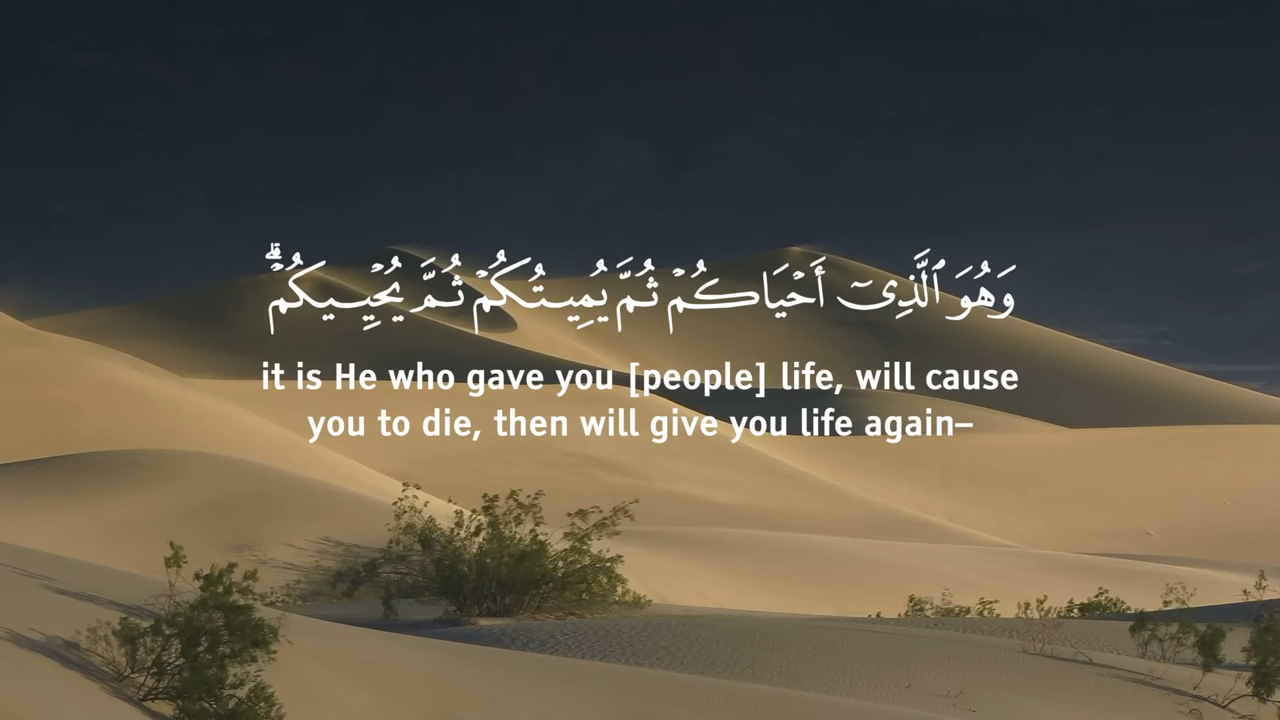 وَهُوَ ٱلَّذِىٓ أَحْيَاكُمْ ثُمَّ يُمِيتُكُمْ ثُمَّ يُحْيِيكُمْ ۗ
it is He who gave you [people] life, will cause
you to die, then will give you life again–